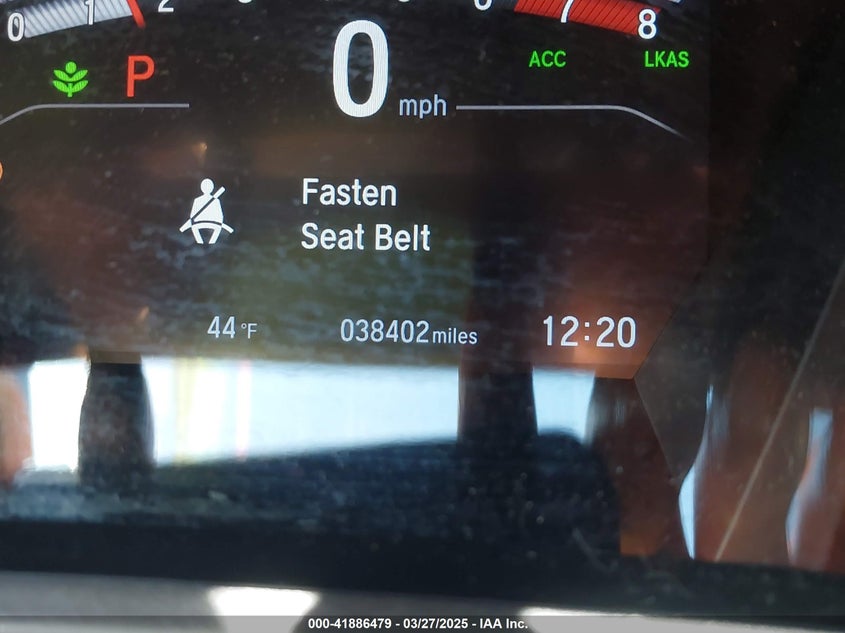 0 1 2 6 7 8
P 0 mph ACC LKAS
Fasten
Seat Belt
44 °F 038402 miles 12:20
000-41886479 - 03/27/2025 - IAA Inc.